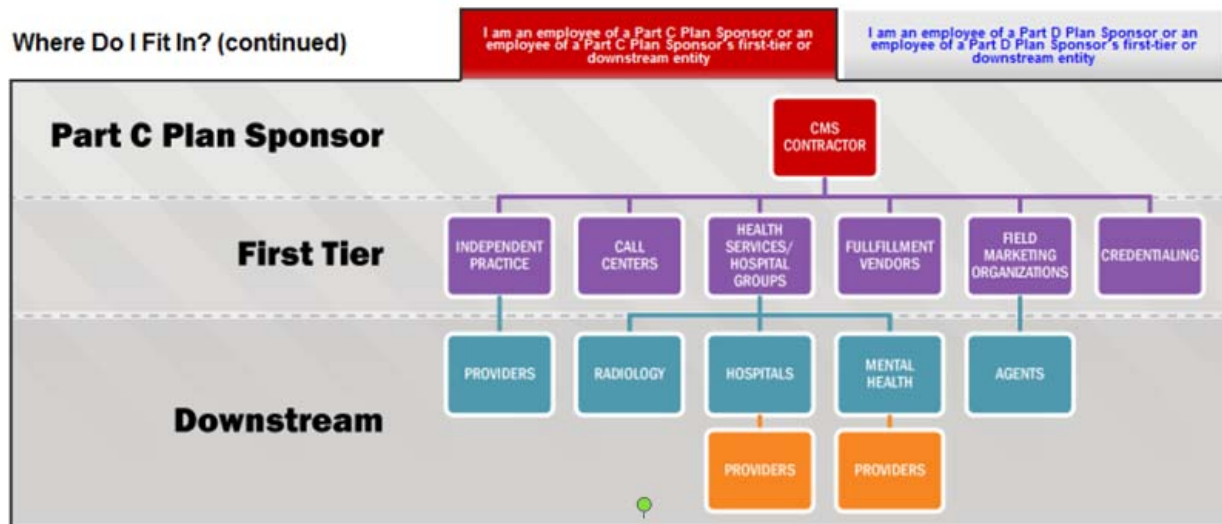 Where Do I Fit In? (continued)
I am an employee of a Part C Plan Sponsor or an
employee of a Part C Plan Sponsor's first-tier or
downstream entity
I am an employee of a Part D Plan Sponsor or an
employee of a Part D Plan Sponsor's first-tier or
downstream entity
Part C Plan Sponsor
CMS
CONTRACTOR
First Tier
INDEPENDENT
PRACTICE
CALL
CENTERS
HEALTH
SERVICES/
HOSPITAL
GROUPS
FULLFILLMENT
VENDORS
FIELD
MARKETING
ORGANIZATIONS
CREDENTIALING
Downstream
PROVIDERS
RADIOLOGY
HOSPITALS
MENTAL
HEALTH
AGENTS
PROVIDERS
PROVIDERS